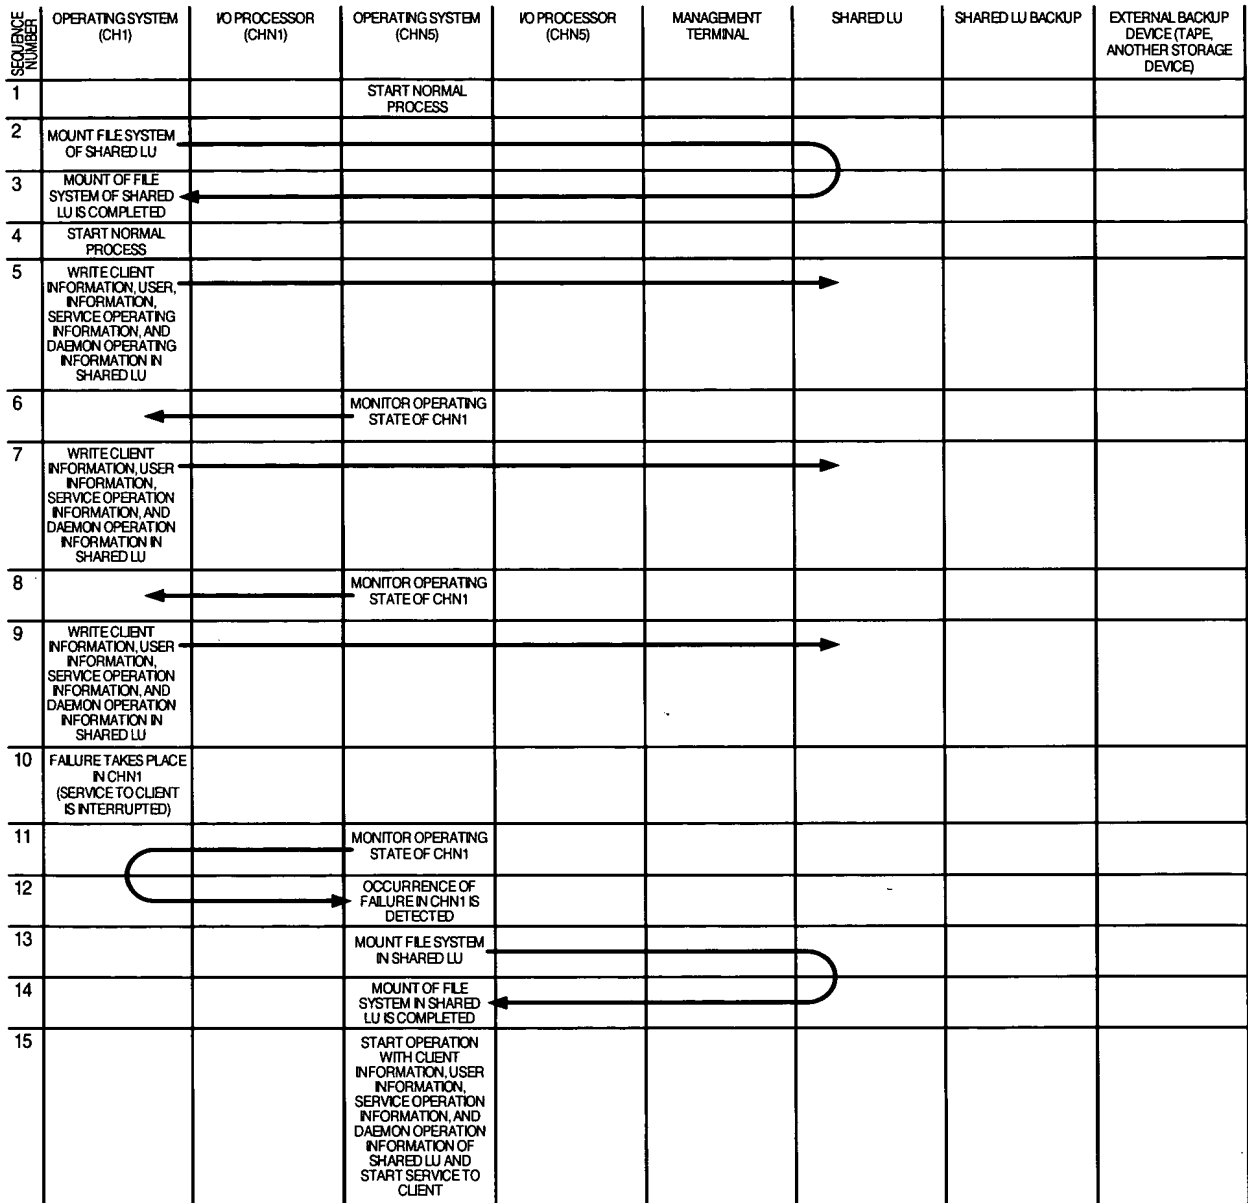 SEQUENCE
NUMBER
OPERATING SYSTEM
(CH1)
I/O PROCESSOR
(CHN1)
OPERATING SYSTEM
(CHN5)
I/O PROCESSOR
(CHN5)
MANAGEMENT
TERMINAL
SHARED LU
SHARED LU BACKUP
EXTERNAL BACKUP
DEVICE (TAPE,
ANOTHER STORAGE
DEVICE)
1
START NORMAL
PROCESS
2
MOUNT FILE SYSTEM
OF SHARED LU
3
MOUNT OF FILE
SYSTEM OF SHARED
LU IS COMPLETED
4
START NORMAL
PROCESS
5
WRITE CLIENT
INFORMATION, USER,
INFORMATION,
SERVICE OPERATING
INFORMATION, AND
DAEMON OPERATING
INFORMATION IN
SHARED LU
6
MONITOR OPERATING
STATE OF CHN1
7
WRITE CLIENT
INFORMATION, USER
INFORMATION,
SERVICE OPERATION
INFORMATION, AND
DAEMON OPERATION
INFORMATION IN
SHARED LU
8
MONITOR OPERATING
STATE OF CHN1
9
WRITE CLIENT
INFORMATION, USER
INFORMATION,
SERVICE OPERATION
INFORMATION, AND
DAEMON OPERATION
INFORMATION IN
SHARED LU
10
FAILURE TAKES PLACE
IN CHN1
(SERVICE TO CLIENT
IS INTERRUPTED)
11
MONITOR OPERATING
STATE OF CHN1
12
OCCURRENCE OF
FAILURE IN CHN1 IS
DETECTED
13
MOUNT FILE SYSTEM
IN SHARED LU
14
MOUNT OF FILE
SYSTEM IN SHARED
LU IS COMPLETED
15
START OPERATION
WITH CLIENT
INFORMATION, USER
INFORMATION,
SERVICE OPERATION
INFORMATION, AND
DAEMON OPERATION
INFORMATION OF
SHARED LU AND
START SERVICE TO
CLIENT